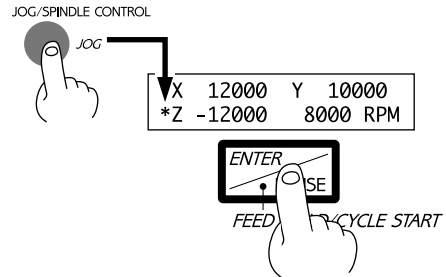 JOG/SPINDLE CONTROL
JOG
X 12000 Y 10000
*Z -12000 8000 RPM
ENTER
FEED CYCLE START